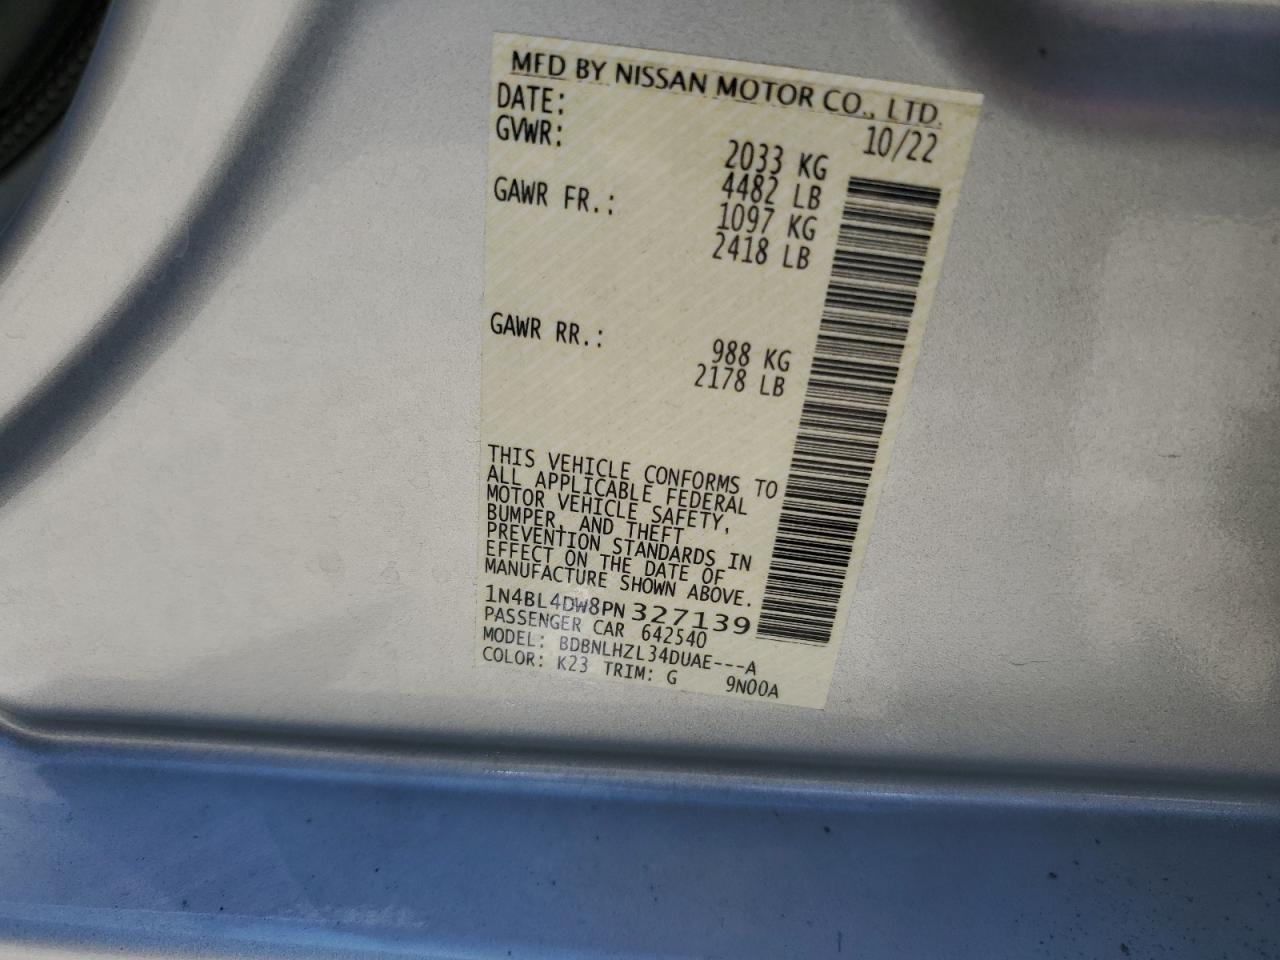 MFD BY NISSAN MOTOR CO., LTD.
DATE: 10/22
GVWR: 2033 KG
4482 LB
GAWR FR.: 1097 KG
2418 LB
GAWR RR.: 988 KG
2178 LB
THIS VEHICLE CONFORMS TO
ALL APPLICABLE FEDERAL
MOTOR VEHICLE SAFETY,
BUMPER, AND THEFT
PREVENTION STANDARDS IN
EFFECT ON THE DATE OF
MANUFACTURE SHOWN ABOVE.
1N4BL4DW8PN327139
PASSENGER CAR 642540
MODEL: BDBNLHZL34DUAE---A
COLOR: K23 TRIM: G 9N00A